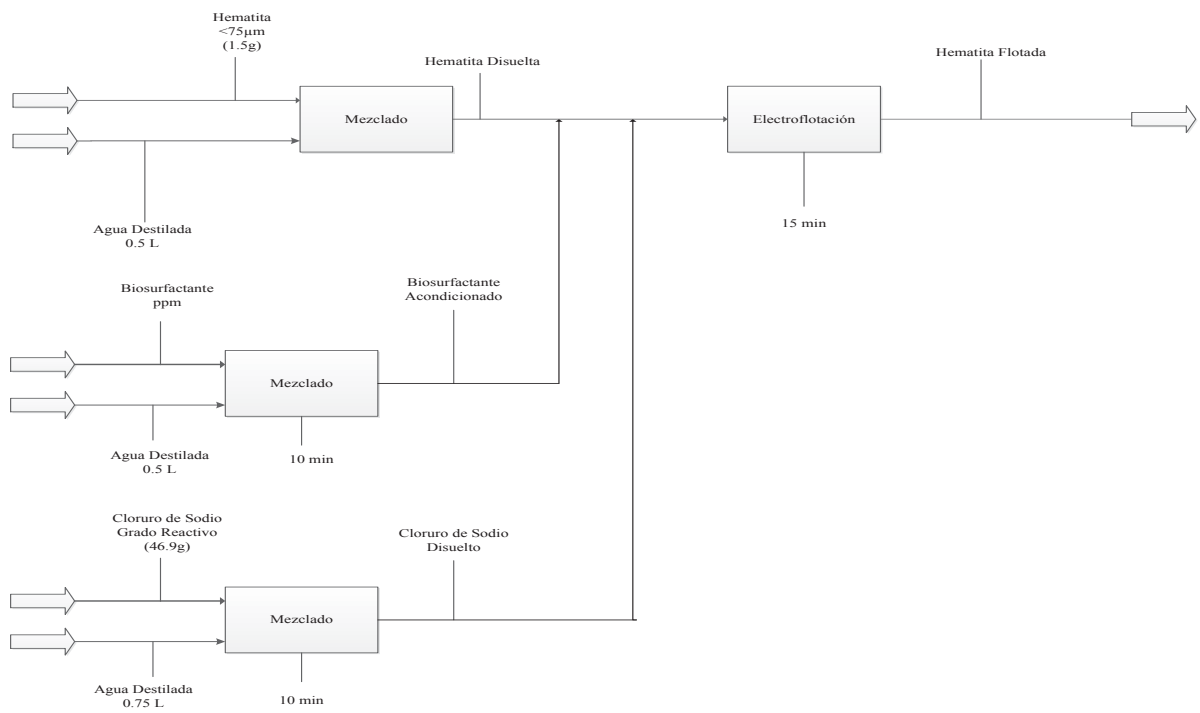 Hematita
<75µm
(1.5g)
Hematita Disuelta
Hematita Flotada
Mezclado
Electroflotación
Agua Destilada
0.5 L
15 min
Biosurfactante
ppm
Biosurfactante
Acondicionado
Mezclado
Agua Destilada
0.5 L
10 min
Cloruro de Sodio
Grado Reactivo
(46.9g)
Cloruro de Sodio
Disuelto
Mezclado
Agua Destilada
0.75 L
10 min